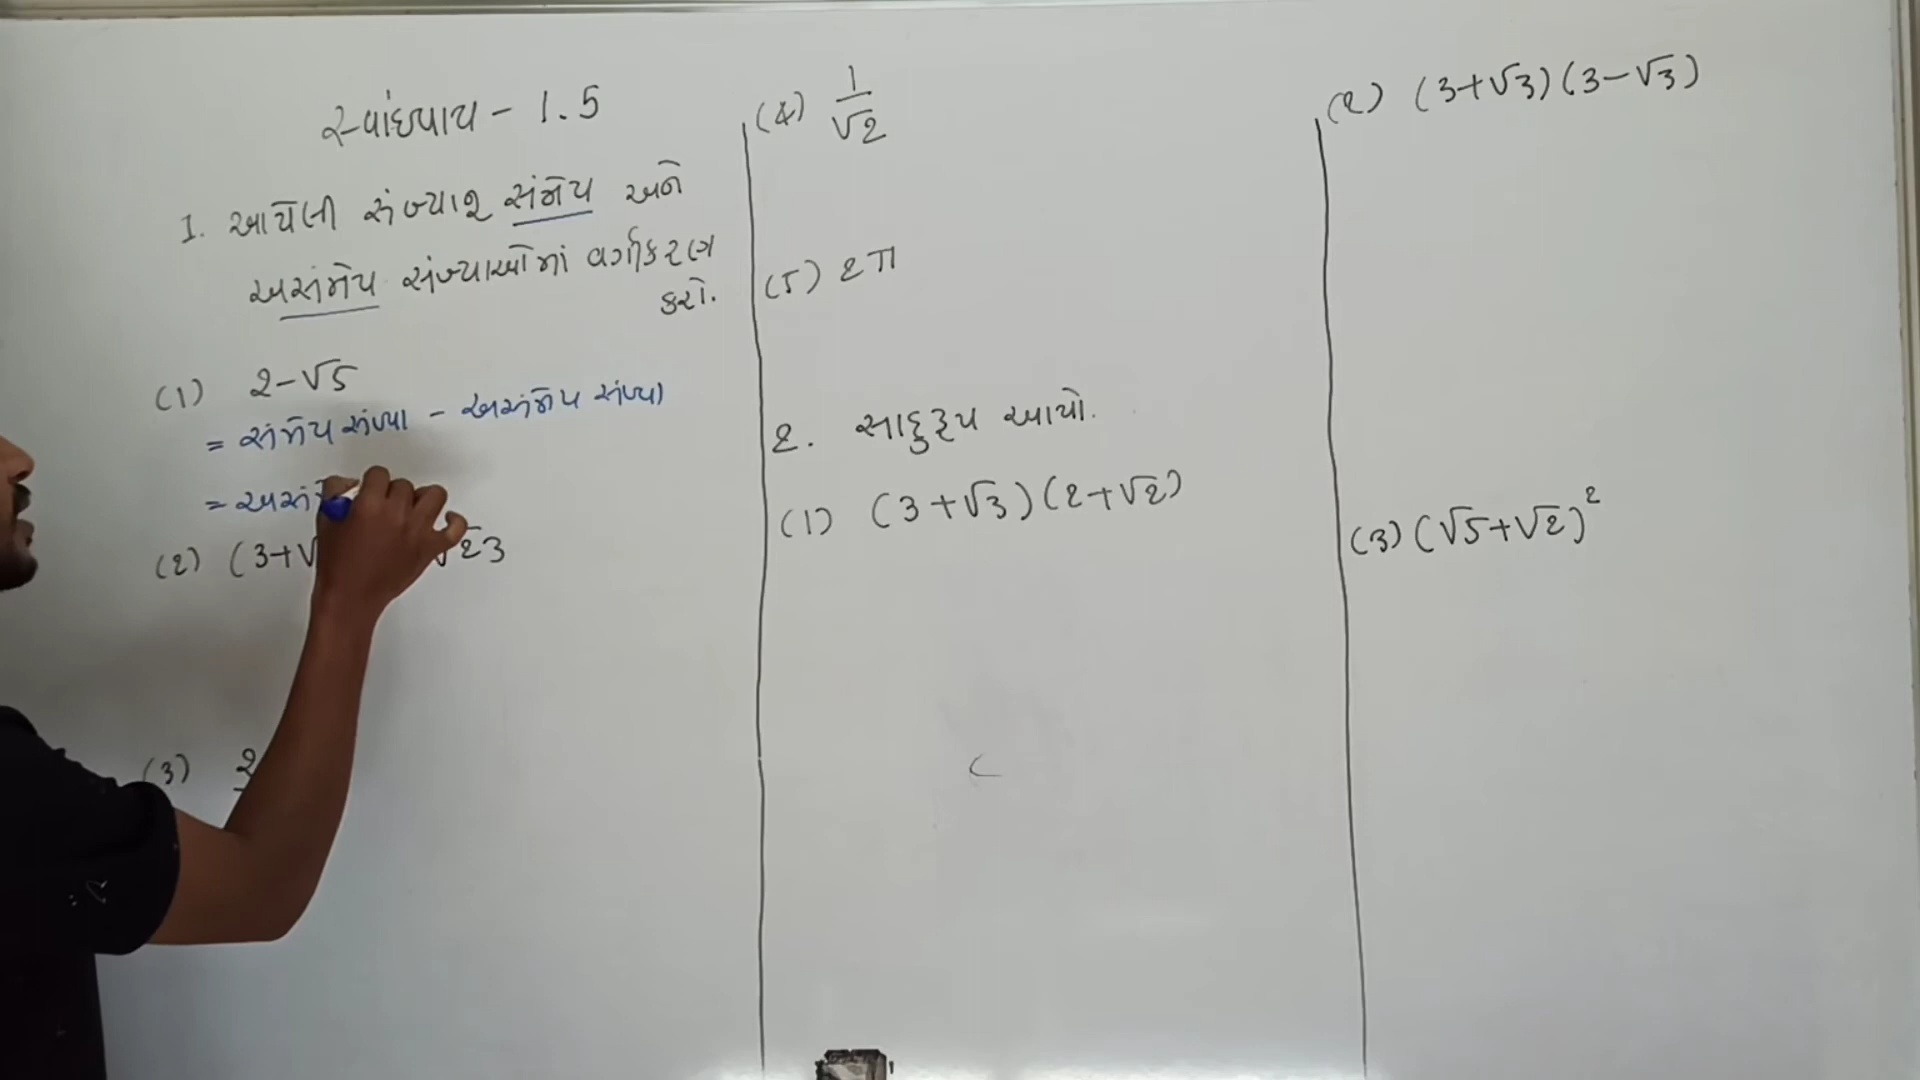 સ્વાધ્યાય - 1.5
1. આપેલી સંખ્યાનું સંમેય અને
અસંમેય સંખ્યાઓમાં વર્ગીકરણ
કરો.
(1) 2-√5
= સંમેય સંખ્યા - અસંમેય સંખ્યા
= અસં
(2) (3+√ √23
(3) 2
(4) 1/√2
(5) 2π
2. સાદુરૂપ આપો.
(1) (3+√3)(2+√2)
(2) (3+√3)(3-√3)
(3) (√5+√2)²